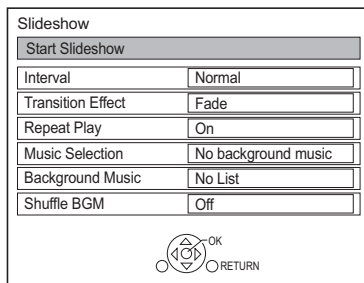 Slideshow
Start Slideshow
Interval Normal
Transition Effect Fade
Repeat Play On
Music Selection No background music
Background Music No List
Shuffle BGM Off
OK
RETURN